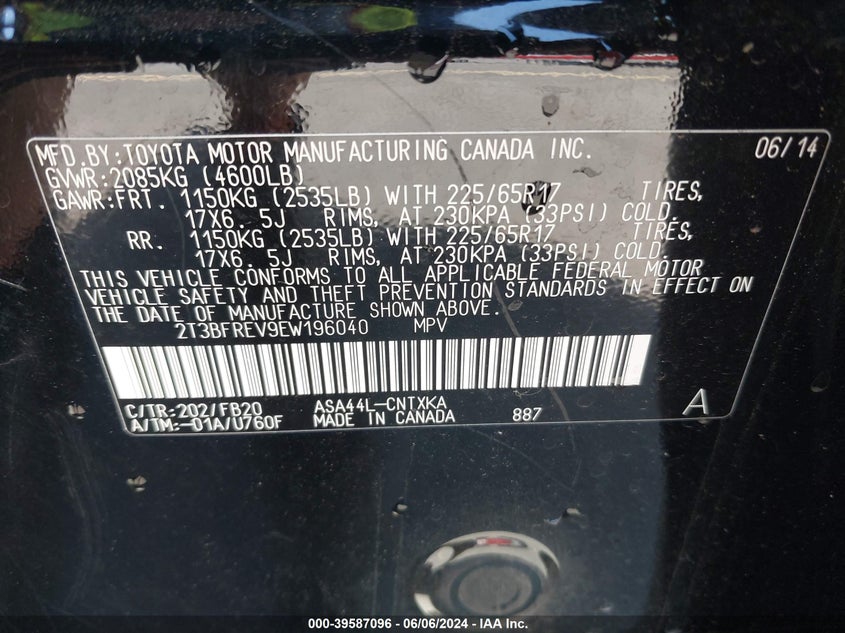 MFD.BY:TOYOTA MOTOR MANUFACTURING CANADA INC. 06/14
GVWR:2085KG (4600LB)
GAWR:FRT. 1150KG (2535LB) WITH 225/65R17 TIRES,
17X6.5J RIMS, AT 230KPA (33PSI) COLD.
RR. 1150KG (2535LB) WITH 225/65R17 TIRES,
17X6.5J RIMS, AT 230KPA (33PSI) COLD.
THIS VEHICLE CONFORMS TO ALL APPLICABLE FEDERAL MOTOR
VEHICLE SAFETY AND THEFT PREVENTION STANDARDS IN EFFECT ON
THE DATE OF MANUFACTURE SHOWN ABOVE.
2T3BFREV9EW196040 MPV
C/TR:202/FB20 ASA44L-CNTXKA A
A/TM:-01A/U760F MADE IN CANADA 887
000-39587096 - 06/06/2024 - IAA Inc.